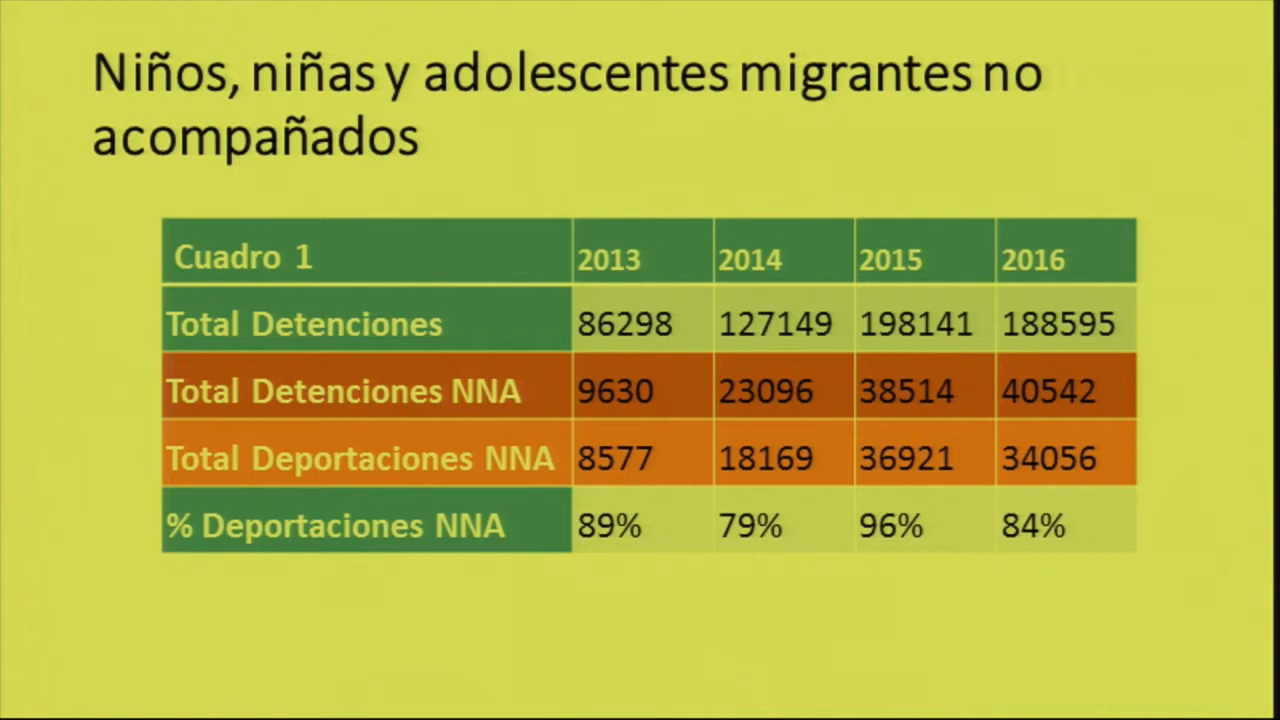 Niños, niñas y adolescentes migrantes no
acompañados
Cuadro 1 2013 2014 2015 2016
Total Detenciones 86298 127149 198141 188595
Total Detenciones NNA 9630 23096 38514 40542
Total Deportaciones NNA 8577 18169 36921 34056
% Deportaciones NNA 89% 79% 96% 84%